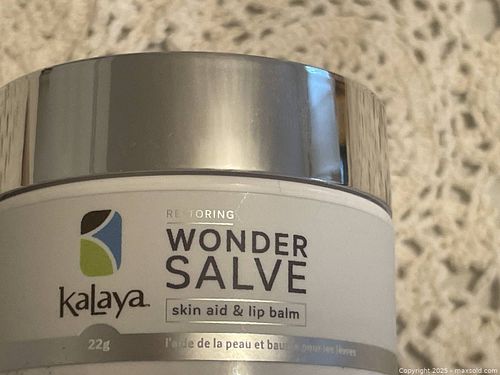 RESTORING
WONDER
SALVE
kalaya
skin aid & lip balm
22g
l'aide de la peau et baume pour les lèvres
Copyright 2025 - maxsold.com